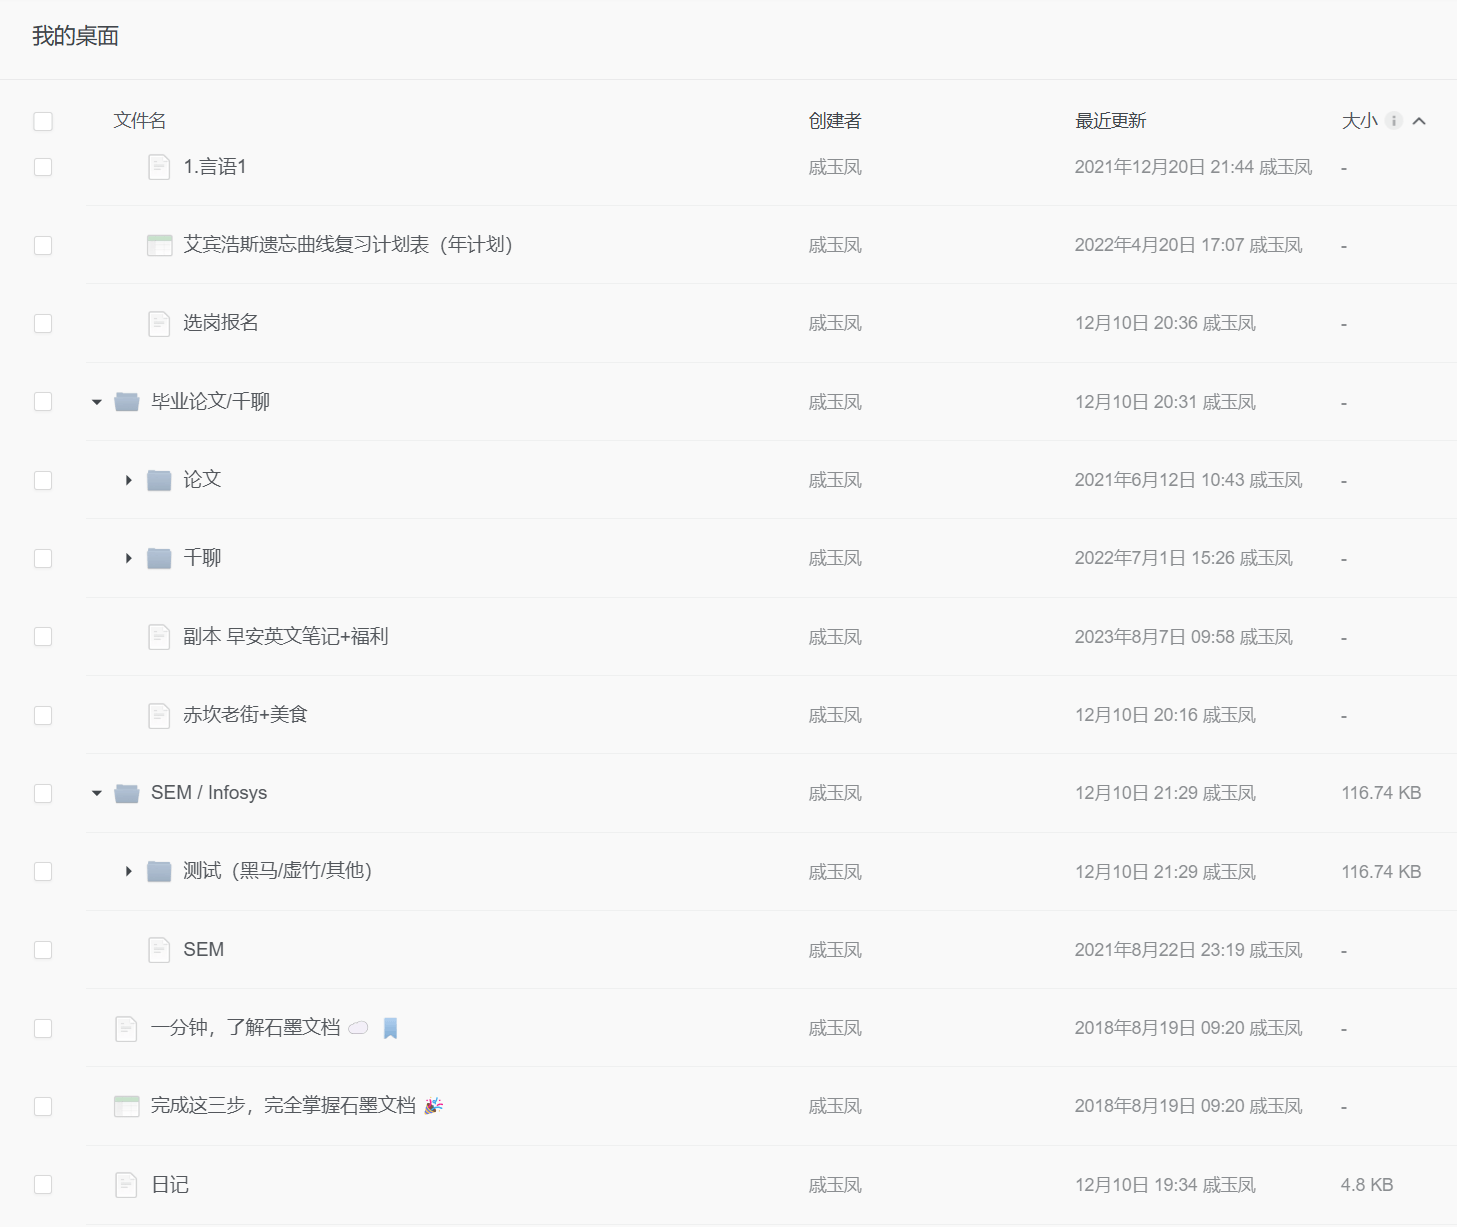 我的桌面
文件名 创建者 最近更新 大小
1.言语1 戚玉凤 2021年12月20日 21:44 戚玉凤 -
艾宾浩斯遗忘曲线复习计划表（年计划） 戚玉凤 2022年4月20日 17:07 戚玉凤 -
选岗报名 戚玉凤 12月10日 20:36 戚玉凤 -
毕业论文/千聊 戚玉凤 12月10日 20:31 戚玉凤 -
论文 戚玉凤 2021年6月12日 10:43 戚玉凤 -
千聊 戚玉凤 2022年7月1日 15:26 戚玉凤 -
副本 早安英文笔记+福利 戚玉凤 2023年8月7日 09:58 戚玉凤 -
赤坎老街+美食 戚玉凤 12月10日 20:16 戚玉凤 -
SEM / Infosys 戚玉凤 12月10日 21:29 戚玉凤 116.74 KB
测试（黑马/虚竹/其他） 戚玉凤 12月10日 21:29 戚玉凤 116.74 KB
SEM 戚玉凤 2021年8月22日 23:19 戚玉凤 -
一分钟，了解石墨文档 戚玉凤 2018年8月19日 09:20 戚玉凤 -
完成这三步，完全掌握石墨文档 🎉 戚玉凤 2018年8月19日 09:20 戚玉凤 -
日记 戚玉凤 12月10日 19:34 戚玉凤 4.8 KB